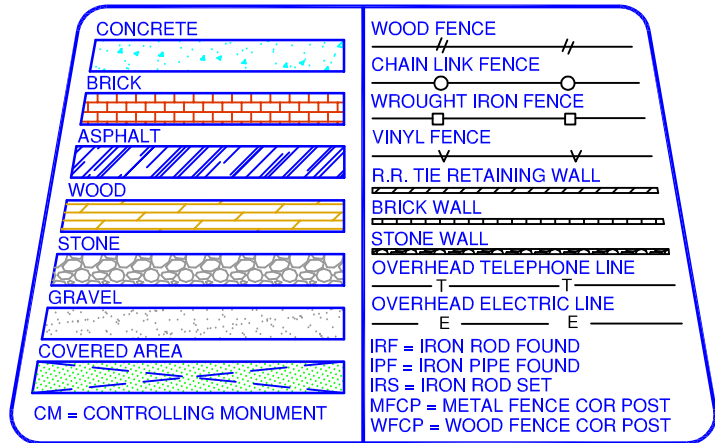 CONCRETE
BRICK
ASPHALT
WOOD
STONE
GRAVEL
COVERED AREA
CM = CONTROLLING MONUMENT
WOOD FENCE
CHAIN LINK FENCE
WROUGHT IRON FENCE
VINYL FENCE
V V
R.R. TIE RETAINING WALL
BRICK WALL
STONE WALL
OVERHEAD TELEPHONE LINE
T T
OVERHEAD ELECTRIC LINE
E E
IRF = IRON ROD FOUND
IPF = IRON PIPE FOUND
IRS = IRON ROD SET
MFCP = METAL FENCE COR POST
WFCP = WOOD FENCE COR POST